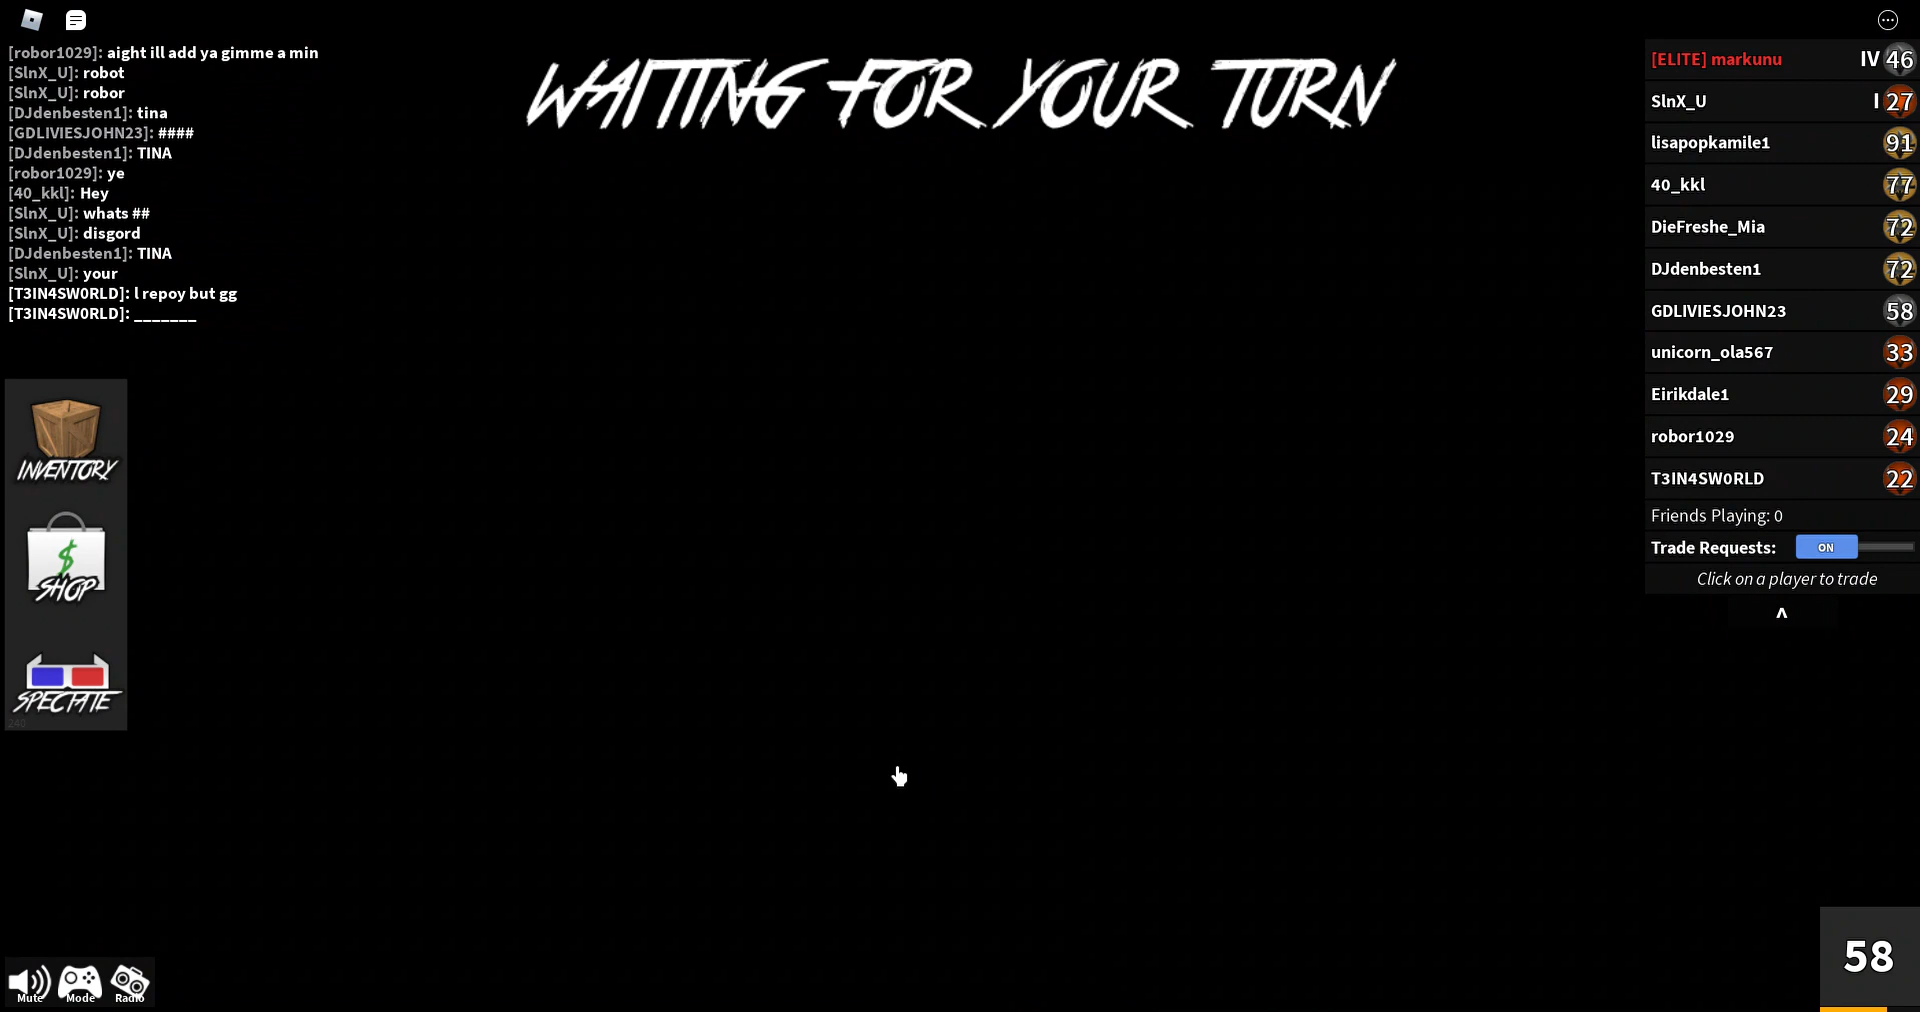 [robor1029]: aight ill add ya gimme a min
[SlnX_U]: robot
[SlnX_U]: robor
[DJdenbesten1]: tina
[GDLIVIESJOHN23]: ####
[DJdenbesten1]: TINA
[robor1029]: ye
[40_kkl]: Hey
[SlnX_U]: whats ##
[SlnX_U]: disgord
[DJdenbesten1]: TINA
[SlnX_U]: your
[T3IN4SW0RLD]: l repoy but gg
[T3IN4SW0RLD]: _______
WAITING FOR YOUR TURN
[ELITE] markunu IV 46
SlnX_U I 27
lisapopkamile1 91
40_kkl 77
DieFreshe_Mia 72
DJdenbesten1 72
GDLIVIESJOHN23 58
unicorn_ola567 33
Eirikdale1 29
robor1029 24
T3IN4SW0RLD 22
Friends Playing: 0
Trade Requests: ON
Click on a player to trade
^
INVENTORY
$
SHOP
SPECTATE
240
Mute Mode Radio
58